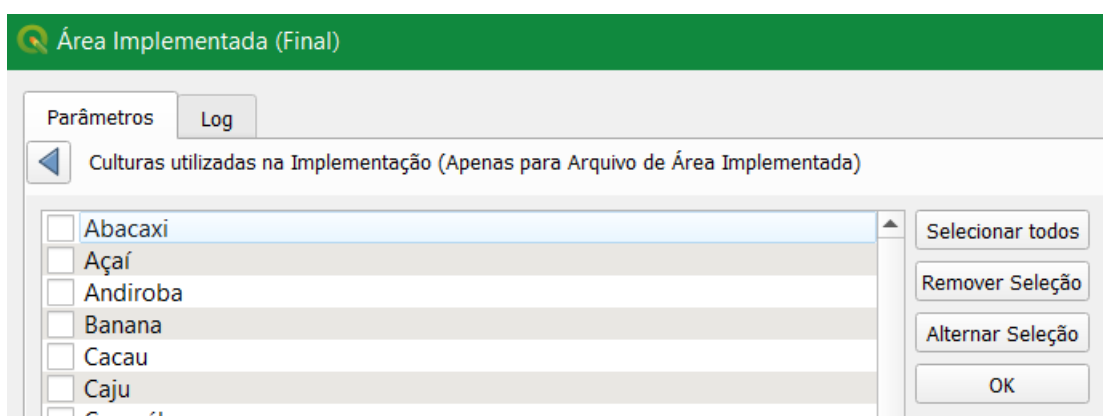 Área Implementada (Final)
Parâmetros
Log
Culturas utilizadas na Implementação (Apenas para Arquivo de Área Implementada)
Abacaxi
Selecionar todos
Açaí
Andiroba
Remover Seleção
Banana
Alternar Seleção
Cacau
Caju
OK